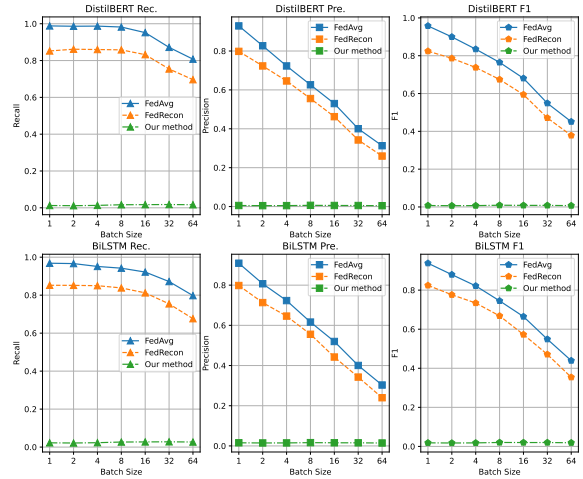 DistilBERT Rec.
Recall
1.0
0.8
0.6
0.4
0.2
0.0
FedAvg
FedRecon
Our method
1 2 4 8 16 32 64
Batch Size
DistilBERT Pre.
Precision
0.8
0.6
0.4
0.2
0.0
FedAvg
FedRecon
Our method
1 2 4 8 16 32 64
Batch Size
DistilBERT F1
F1
1.0
0.8
0.6
0.4
0.2
0.0
FedAvg
FedRecon
Our method
1 2 4 8 16 32 64
Batch Size
BiLSTM Rec.
Recall
1.0
0.8
0.6
0.4
0.2
0.0
FedAvg
FedRecon
Our method
1 2 4 8 16 32 64
Batch Size
BiLSTM Pre.
Precision
0.8
0.6
0.4
0.2
0.0
FedAvg
FedRecon
Our method
1 2 4 8 16 32 64
Batch Size
BiLSTM F1
F1
0.8
0.6
0.4
0.2
0.0
FedAvg
FedRecon
Our method
1 2 4 8 16 32 64
Batch Size